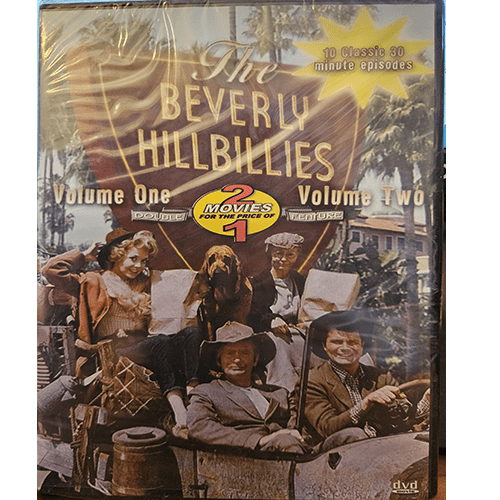 The
BEVERLY
HILLBILLIES
10 Classic 30
minute episodes
Volume One
Volume Two
2
MOVIES
FOR THE PRICE OF
1
DOUBLE
FEATURE
dvd